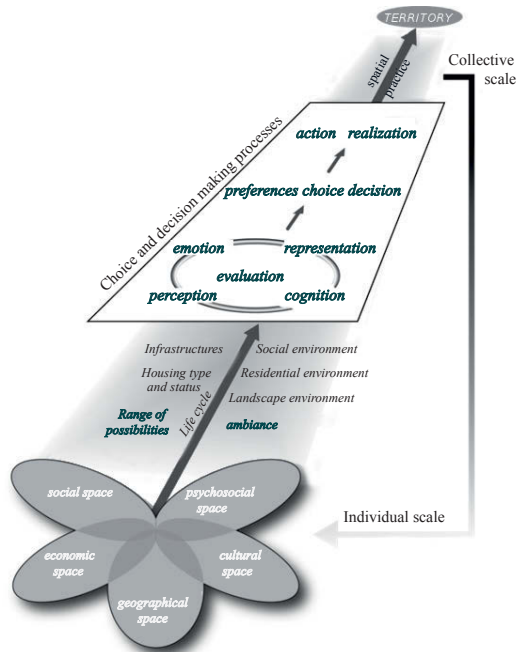 TERRITORY
Collective
scale
spatial
practice
Choice and decision making processes
action realization
preferences choice decision
emotion representation
evaluation
perception cognition
Infrastructures Social environment
Housing type
and status
Residential environment
Landscape environment
Life cycle
Range of
possibilities
ambiance
social space
psychosocial
space
Individual scale
economic
space
cultural
space
geographical
space